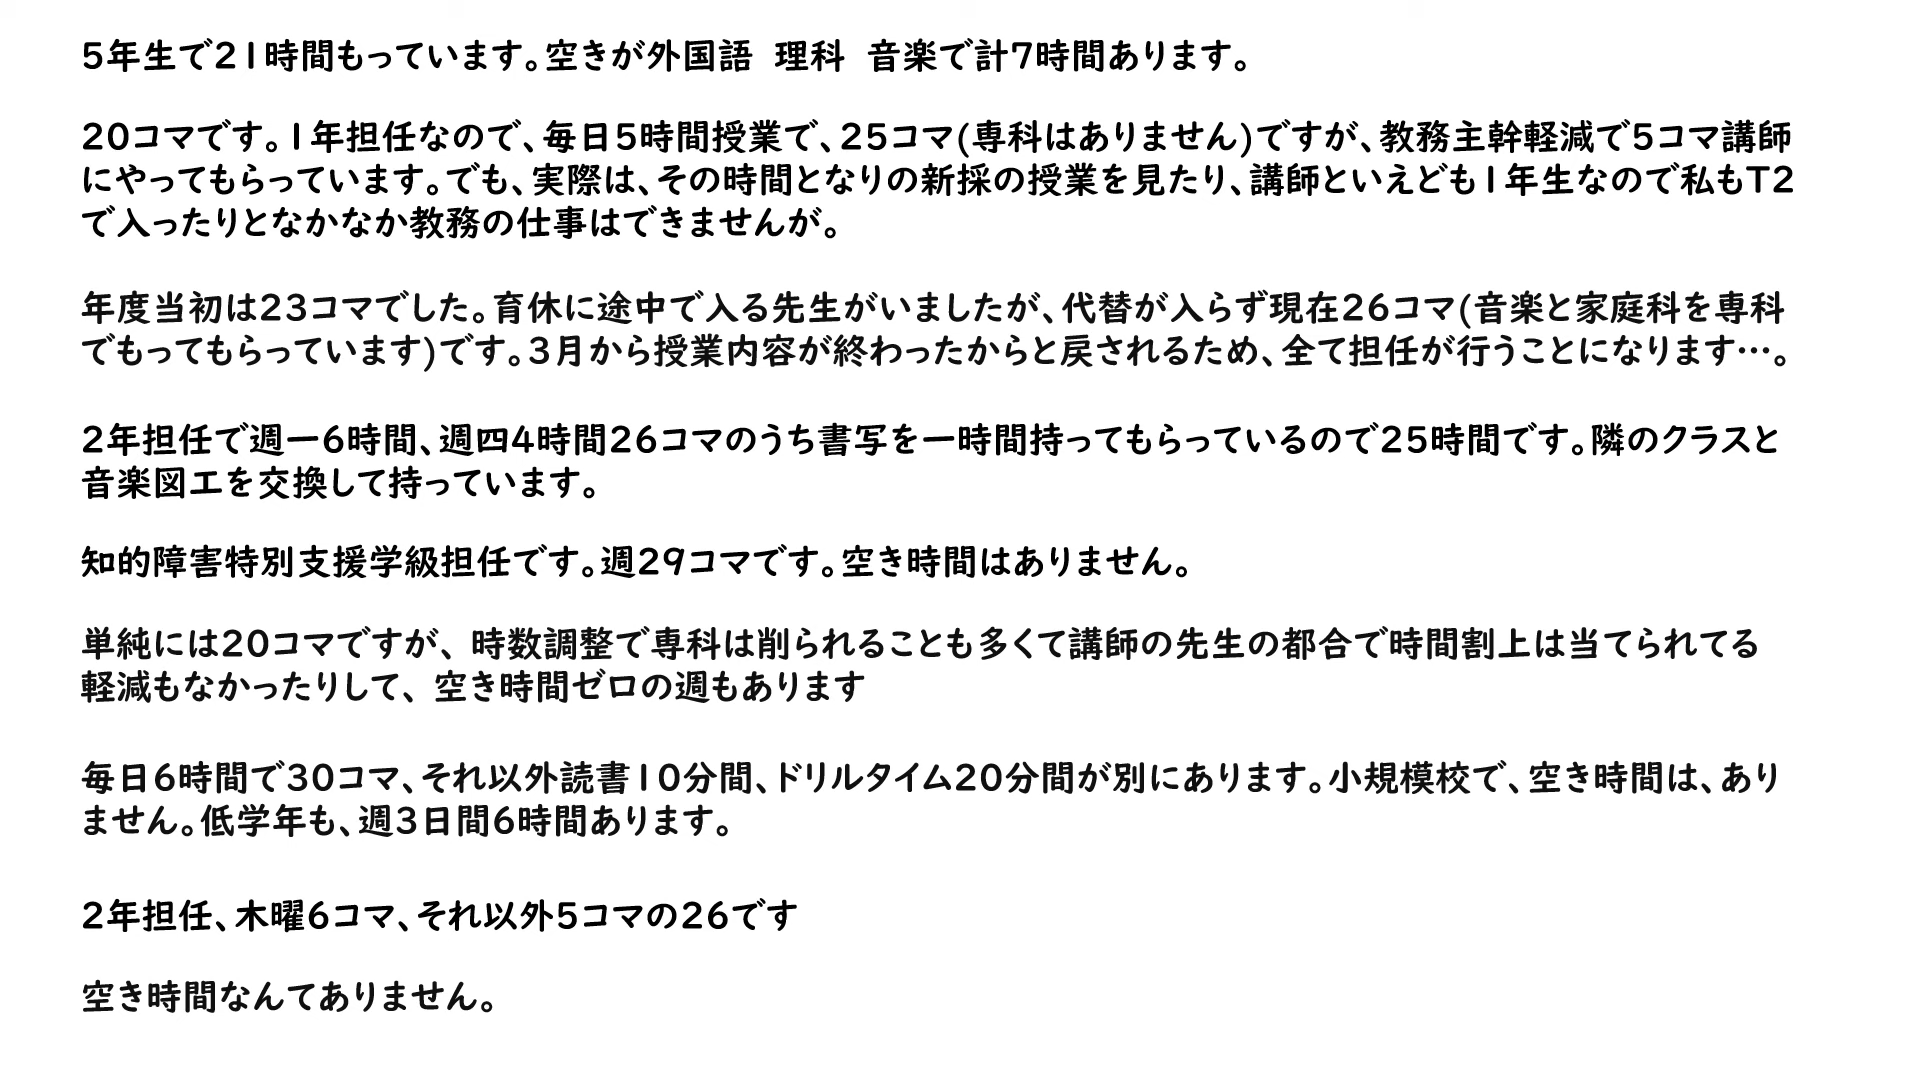 5年生で21時間もっています。空きが外国語　理科　音楽で計7時間あります。
20コマです。1年担任なので、毎日5時間授業で、25コマ(専科はありません)ですが、教務主幹軽減で5コマ講師
にやってもらっています。でも、実際は、その時間となりの新採の授業を見たり、講師といえども1年生なので私もT2
で入ったりとなかなか教務の仕事はできませんが。
年度当初は23コマでした。育休に途中で入る先生がいましたが、代替が入らず現在26コマ(音楽と家庭科を専科
でもってもらっています)です。3月から授業内容が終わったからと戻されるため、全て担任が行うことになります…。
2年担任で週一6時間、週四4時間26コマのうち書写を一時間持ってもらっているので25時間です。隣のクラスと
音楽図工を交換して持っています。
知的障害特別支援学級担任です。週29コマです。空き時間はありません。
単純には20コマですが、時数調整で専科は削られることも多くて講師の先生の都合で時間割上は当てられてる
軽減もなかったりして、空き時間ゼロの週もあります
毎日6時間で30コマ、それ以外読書10分間、ドリルタイム20分間が別にあります。小規模校で、空き時間は、あり
ません。低学年も、週3日間6時間あります。
2年担任、木曜6コマ、それ以外5コマの26です
空き時間なんてありません。